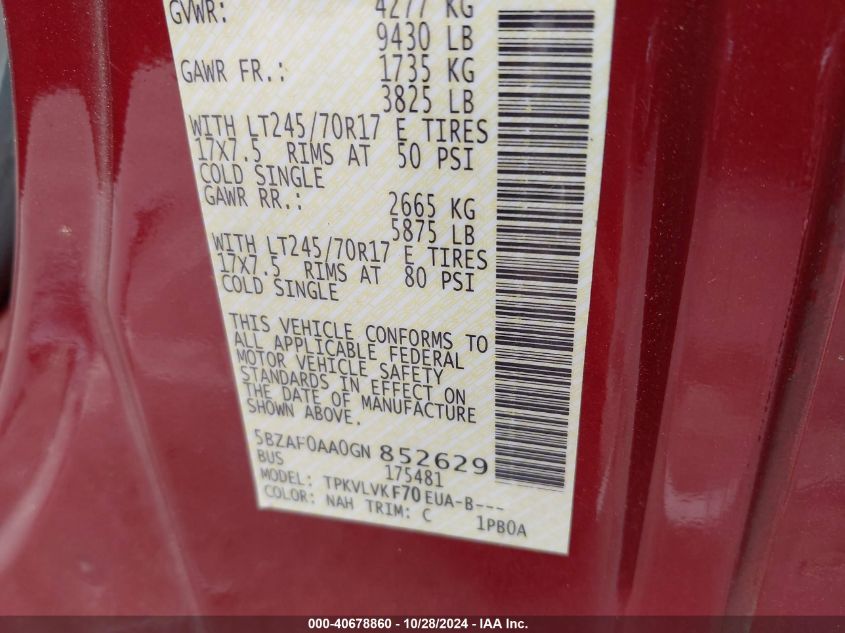 GVWR: 4277 KG
9430 LB
GAWR FR.: 1735 KG
3825 LB
WITH LT245/70R17 E TIRES
17X7.5 RIMS AT 50 PSI
COLD SINGLE
GAWR RR.: 2665 KG
5875 LB
WITH LT245/70R17 E TIRES
17X7.5 RIMS AT 80 PSI
COLD SINGLE
THIS VEHICLE CONFORMS TO
ALL APPLICABLE FEDERAL
MOTOR VEHICLE SAFETY
STANDARDS IN EFFECT ON
THE DATE OF MANUFACTURE
SHOWN ABOVE.
5BZAF0AA0GN 852629
BUS 175481
MODEL: TPKVLVKF70EUA-B---
COLOR: NAH TRIM: C 1PB0A
000-40678860 - 10/28/2024 - IAA Inc.